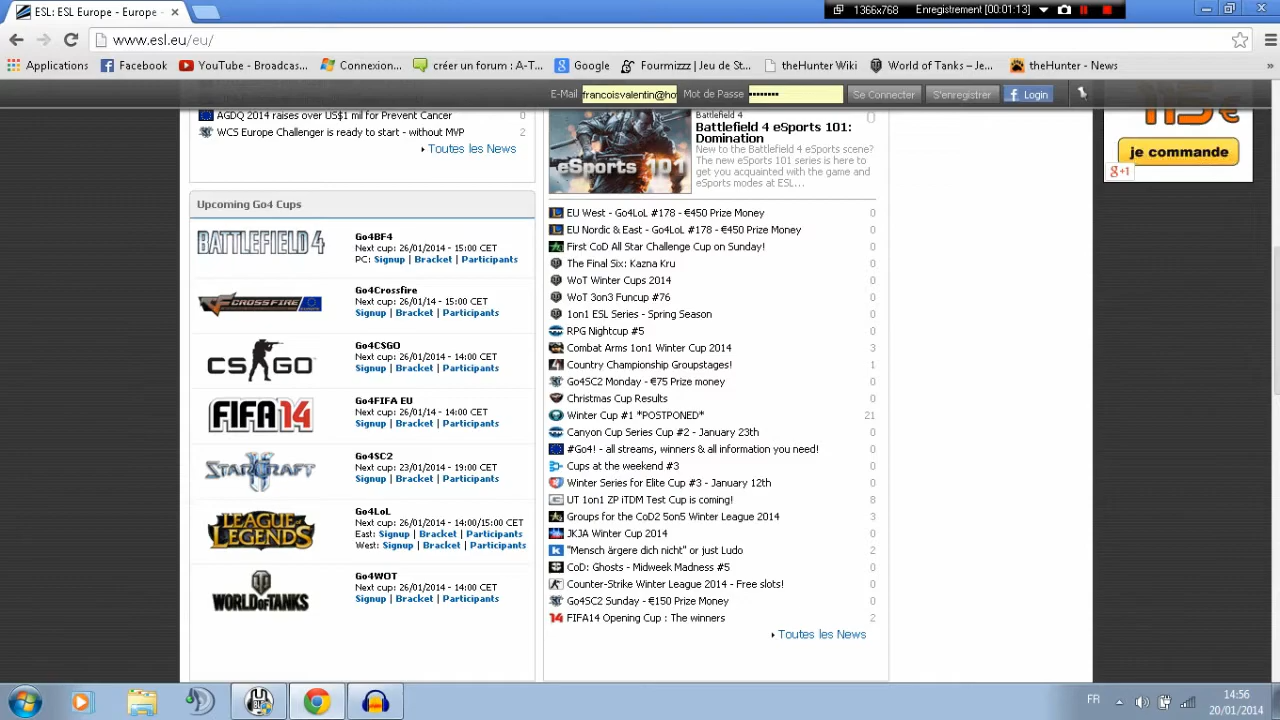 ESL: ESL Europe - Europe -
1366x768 Enregistrement [00:01:13]
www.esl.eu/eu/
Applications Facebook YouTube - Broadcas... Connexion... créer un forum : A-T... Google Fourmizzz | Jeu de St... theHunter Wiki World of Tanks – Je... theHunter - News »
E-Mail francoisvalentin@ho Mot de Passe •••••••• Se Connecter S'enregistrer f Login
AGDQ 2014 raises over US$1 mil for Prevent Cancer 0
WCS Europe Challenger is ready to start - without MVP 2
Toutes les News
Upcoming Go4 Cups
BATTLEFIELD 4
Go4BF4
Next cup: 26/01/2014 - 15:00 CET
PC: Signup | Bracket | Participants
CROSSFIRE
Go4Crossfire
Next cup: 26/01/14 - 15:00 CET
Signup | Bracket | Participants
CS GO
Go4CSGO
Next cup: 26/01/2014 - 14:00 CET
Signup | Bracket | Participants
FIFA 14
Go4FIFA EU
Next cup: 26/01/14 - 14:00 CET
Signup | Bracket | Participants
STARCRAFT II
Go4SC2
Next cup: 23/01/2014 - 19:00 CET
Signup | Bracket | Participants
LEAGUE OF LEGENDS
Go4LoL
Next cup: 26/01/2014 - 14:00/15:00 CET
East: Signup | Bracket | Participants
West: Signup | Bracket | Participants
WORLD OF TANKS
Go4WOT
Next cup: 26/01/2014 - 14:00 CET
Signup | Bracket | Participants
eSports 101
Battlefield 4 0
Battlefield 4 eSports 101:
Domination
New to the Battlefield 4 eSports scene?
The new eSports 101 series is here to
get you acquainted with the game and
eSports modes at ESL...
EU West - Go4LoL #178 - €450 Prize Money 0
EU Nordic & East - Go4LoL #178 - €450 Prize Money 0
First CoD All Star Challenge Cup on Sunday! 0
The Final Six: Kazna Kru 0
WoT Winter Cups 2014 0
WoT 3on3 Funcup #76 0
1on1 ESL Series - Spring Season 0
RPG Nightcup #5 0
Combat Arms 1on1 Winter Cup 2014 3
Country Championship Groupstages! 1
Go4SC2 Monday - €75 Prize money 0
Christmas Cup Results 0
Winter Cup #1 *POSTPONED* 21
Canyon Cup Series Cup #2 - January 23th 0
#Go4! - all streams, winners & all information you need! 0
Cups at the weekend #3 0
Winter Series for Elite Cup #3 - January 12th 0
UT 1on1 ZP iTDM Test Cup is coming! 8
Groups for the CoD2 5on5 Winter League 2014 3
JKJA Winter Cup 2014 0
"Mensch ärgere dich nicht" or just Ludo 2
CoD: Ghosts - Midweek Madness #5 0
Counter-Strike Winter League 2014 - Free slots! 0
Go4SC2 Sunday - €150 Prize Money 0
14 FIFA14 Opening Cup : The winners 2
Toutes les News
je commande
g+1
FR
14:56
20/01/2014